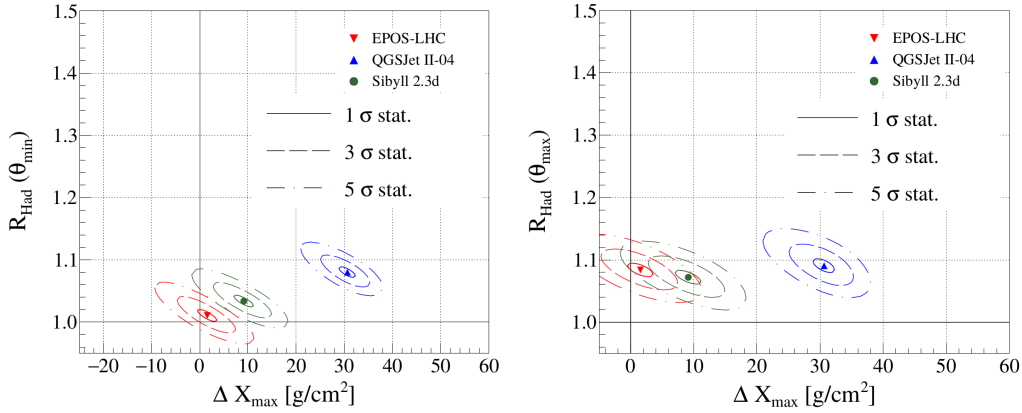 1.5
1.4
1.3
1.2
1.1
1.0
R_Had (θ_min)
EPOS-LHC
QGSJet II-04
Sibyll 2.3d
1 σ stat.
3 σ stat.
5 σ stat.
−20 −10 0 10 20 30 40 50 60
Δ X_max [g/cm²]
1.5
1.4
1.3
1.2
1.1
1.0
R_Had (θ_max)
EPOS-LHC
QGSJet II-04
Sibyll 2.3d
1 σ stat.
3 σ stat.
5 σ stat.
0 10 20 30 40 50 60
Δ X_max [g/cm²]